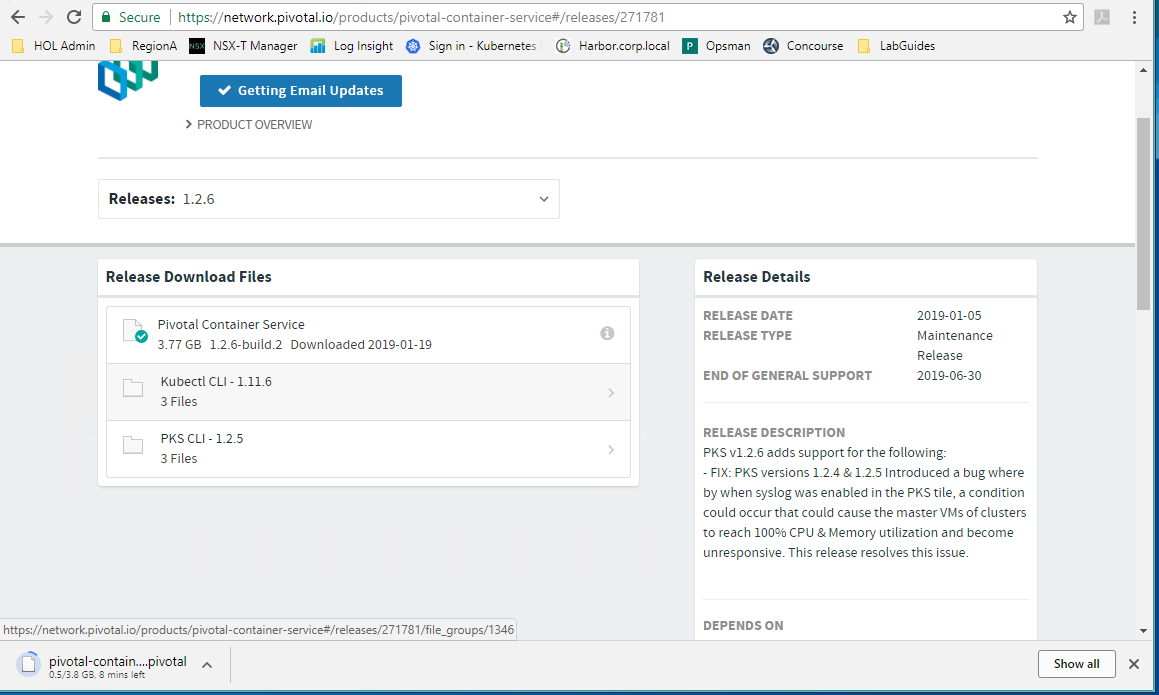 Secure https://network.pivotal.io/products/pivotal-container-service#/releases/271781
HOL Admin RegionA NSX NSX-T Manager Log Insight Sign in - Kubernetes Harbor.corp.local P Opsman Concourse LabGuides
Getting Email Updates
PRODUCT OVERVIEW
Releases: 1.2.6
Release Download Files
Pivotal Container Service
3.77 GB 1.2.6-build.2 Downloaded 2019-01-19
Kubectl CLI - 1.11.6
3 Files
PKS CLI - 1.2.5
3 Files
Release Details
RELEASE DATE 2019-01-05
RELEASE TYPE Maintenance
Release
END OF GENERAL SUPPORT 2019-06-30
RELEASE DESCRIPTION
PKS v1.2.6 adds support for the following:
- FIX: PKS versions 1.2.4 & 1.2.5 Introduced a bug where
by when syslog was enabled in the PKS tile, a condition
could occur that could cause the master VMs of clusters
to reach 100% CPU & Memory utilization and become
unresponsive. This release resolves this issue.
DEPENDS ON
https://network.pivotal.io/products/pivotal-container-service#/releases/271781/file_groups/1346
pivotal-contain....pivotal
0.5/3.8 GB, 8 mins left
Show all